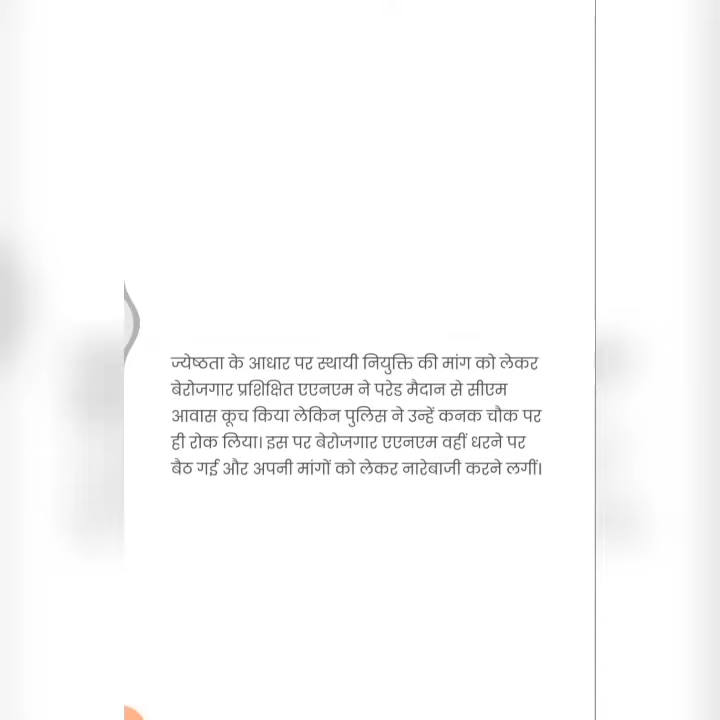 ज्येष्ठता के आधार पर स्थायी नियुक्ति की मांग को लेकर
बेरोजगार प्रशिक्षित एएनएम ने परेड मैदान से सीएम
आवास कूच किया लेकिन पुलिस ने उन्हें कनक चौक पर
ही रोक लिया। इस पर बेरोजगार एएनएम वहीं धरने पर
बैठ गई और अपनी मांगों को लेकर नारेबाजी करने लगीं।